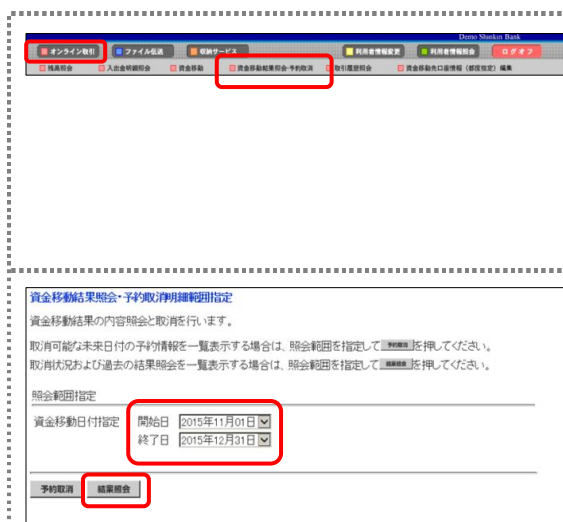 Demo Shinkin Bank
オンライン取引 ファイル伝送 収納サービス 利用者情報変更 利用者情報照会 ログオフ
残高照会 入出金明細照会 資金移動 資金移動結果照会・予約取消 取引履歴照会 資金移動先口座情報（都度指定）編集
資金移動結果照会・予約取消明細範囲指定
資金移動結果の内容照会と取消を行います。
取消可能な未来日付の予約情報を一覧表示する場合は、照会範囲を指定して 予約取消 を押してください。
取消状況および過去の結果照会を一覧表示する場合は、照会範囲を指定して 結果照会 を押してください。
照会範囲指定
資金移動日付指定 開始日 2015年11月01日
終了日 2015年12月31日
予約取消 結果照会